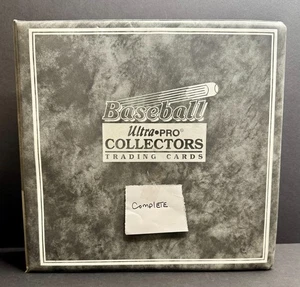 Baseball
Ultra•PRO®
COLLECTORS
TRADING CARDS
COMPLETE